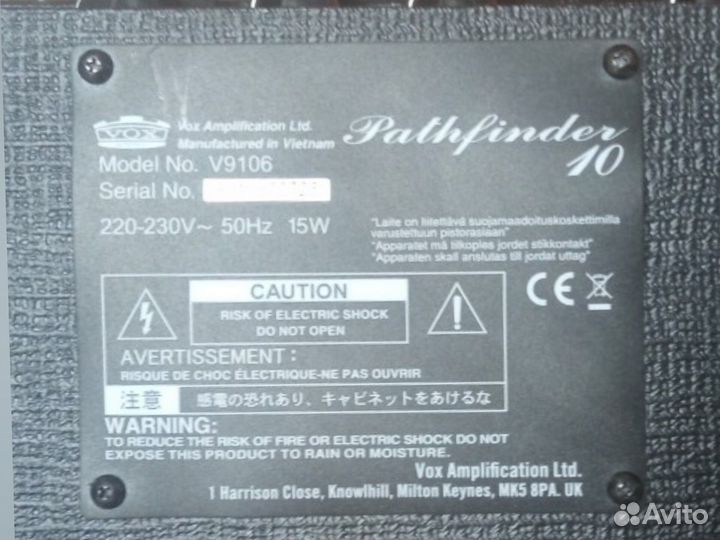 VOX
Vox Amplification Ltd.
Manufactured in Vietnam
Pathfinder
10
Model No. V9106
Serial No.
220-230V~ 50Hz 15W
"Laite on liitettävä suojamaadoituskoskettimilla
varustettuun pistorasiaan"
"Apparatet må tilkoples jordet stikkontakt"
"Apparaten skall anslutas till jordat uttag"
CE
CAUTION
RISK OF ELECTRIC SHOCK
DO NOT OPEN
AVERTISSEMENT :
RISQUE DE CHOC ÉLECTRIQUE-NE PAS OUVRIR
注意 感電の恐れあり、キャビネットをあけるな
WARNING:
TO REDUCE THE RISK OF FIRE OR ELECTRIC SHOCK DO NOT
EXPOSE THIS PRODUCT TO RAIN OR MOISTURE.
Vox Amplification Ltd.
1 Harrison Close, Knowlhill, Milton Keynes, MK5 8PA. UK
Avito